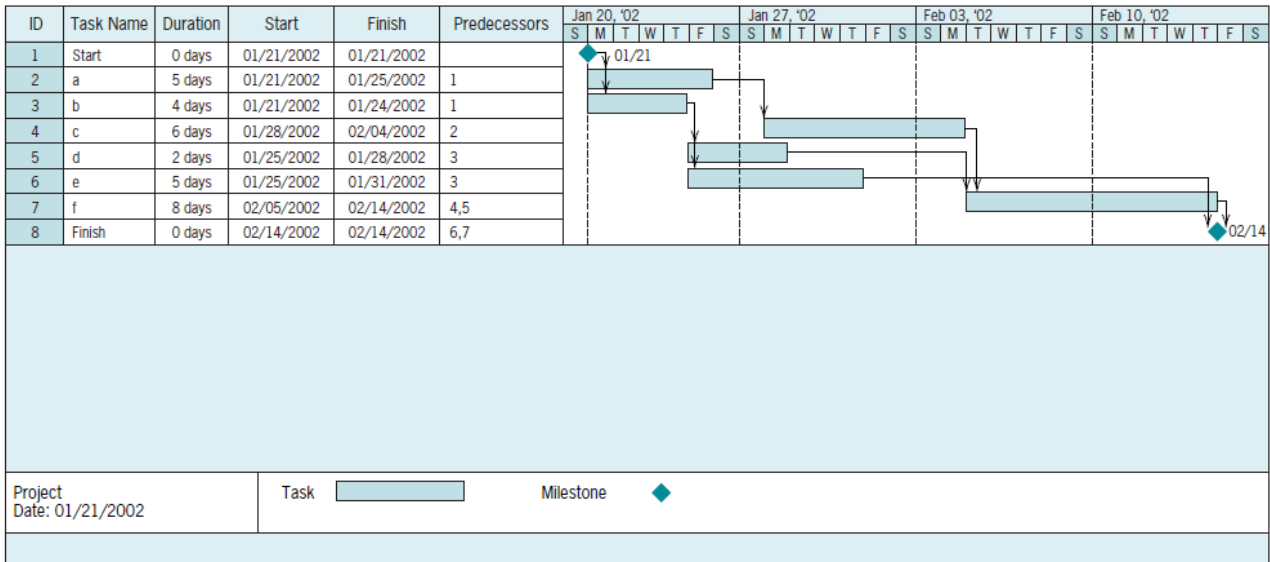 ID Task Name Duration Start Finish Predecessors Jan 20, '02 Jan 27, '02 Feb 03, '02 Feb 10, '02
S M T W T F S S M T W T F S S M T W T F S S M T W T F S
1 Start 0 days 01/21/2002 01/21/2002 01/21
2 a 5 days 01/21/2002 01/25/2002 1
3 b 4 days 01/21/2002 01/24/2002 1
4 c 6 days 01/28/2002 02/04/2002 2
5 d 2 days 01/25/2002 01/28/2002 3
6 e 5 days 01/25/2002 01/31/2002 3
7 f 8 days 02/05/2002 02/14/2002 4,5
8 Finish 0 days 02/14/2002 02/14/2002 6,7 02/14
Project Task Milestone
Date: 01/21/2002